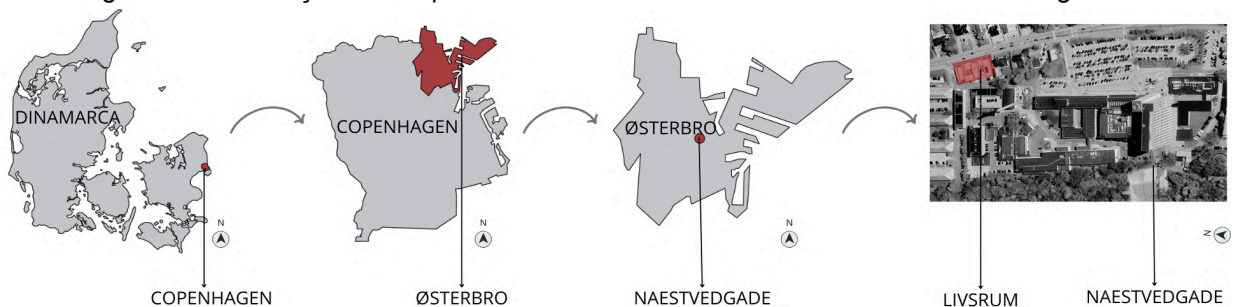 DINAMARCA
COPENHAGEN
ØSTERBRO
N
N
N
N
COPENHAGEN
ØSTERBRO
NAESTVEDGADE
LIVSRUM
NAESTVEDGADE